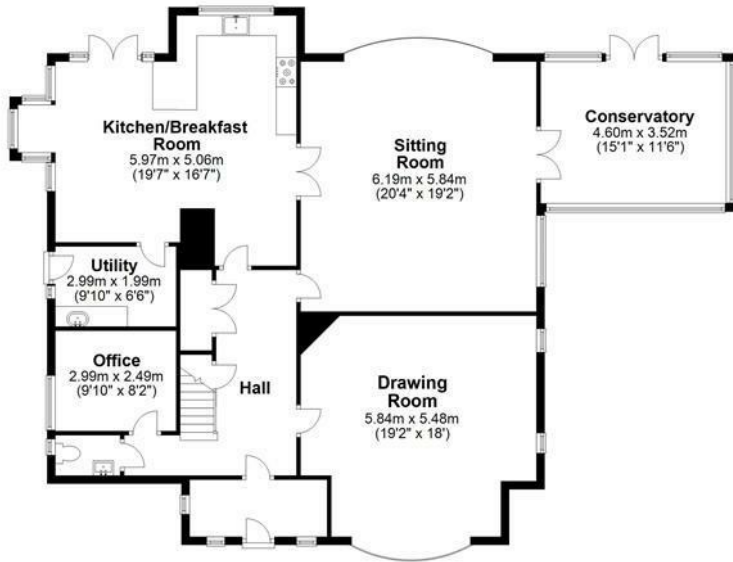 Kitchen/Breakfast
Room
5.97m x 5.06m
(19'7" x 16'7")
Sitting
Room
6.19m x 5.84m
(20'4" x 19'2")
Conservatory
4.60m x 3.52m
(15'1" x 11'6")
Utility
2.99m x 1.99m
(9'10" x 6'6")
Office
2.99m x 2.49m
(9'10" x 8'2")
Hall
Drawing
Room
5.84m x 5.48m
(19'2" x 18')